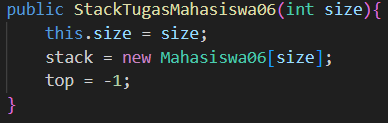 public StackTugasMahasiswa06(int size){
    this.size = size;
    stack = new Mahasiswa06[size];
    top = -1;
}